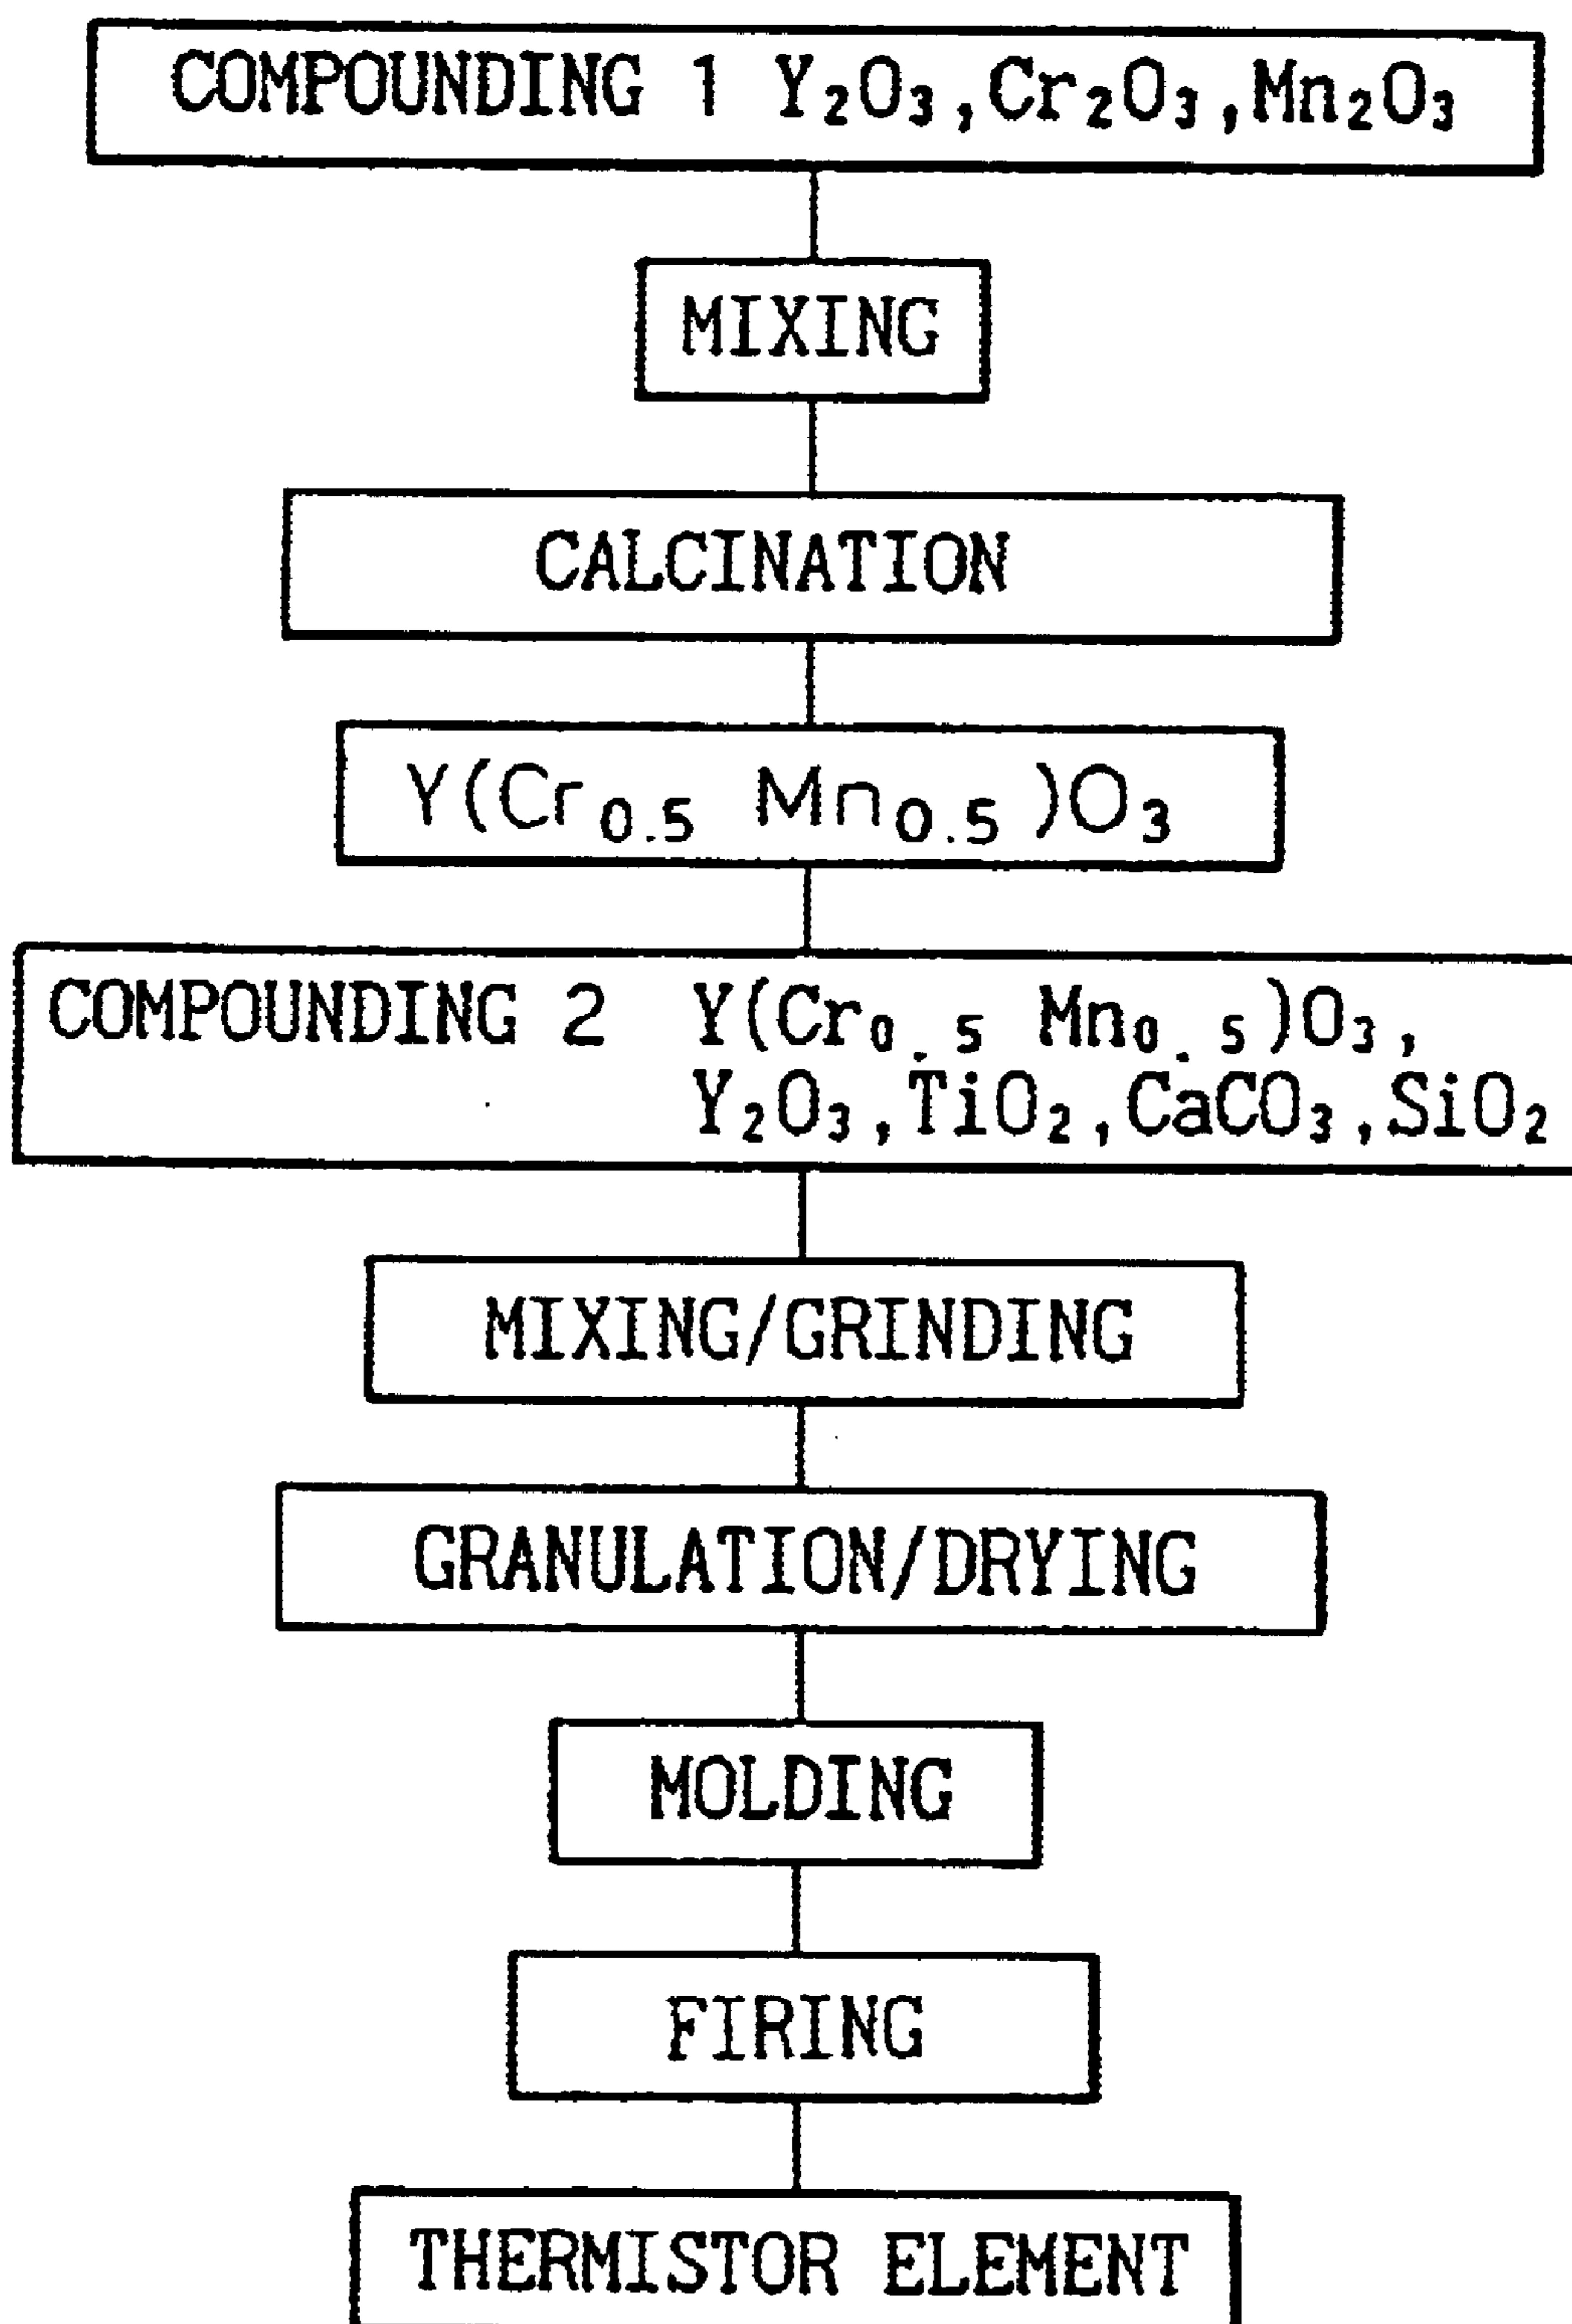 COMPOUNDING 1 Y₂O₃,Cr₂O₃,Mn₂O₃
MIXING
CALCINATION
Y(Cr₀.₅ Mn₀.₅)O₃
COMPOUNDING 2 Y(Cr₀.₅ Mn₀.₅)O₃,
Y₂O₃,TiO₂,CaCO₃,SiO₂
MIXING/GRINDING
GRANULATION/DRYING
MOLDING
FIRING
THERMISTOR ELEMENT